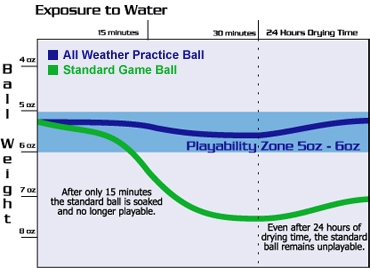 Exposure to Water
15 minutes
30 minutes
24 Hours Drying Time
Ball Weight
4 oz
5 oz
6 oz
7 oz
8 oz
All Weather Practice Ball
Standard Game Ball
Playability Zone 5oz - 6oz
After only 15 minutes
the standard ball is soaked
and no longer playable.
Even after 24 hours of
drying time, the standard
ball remains unplayable.